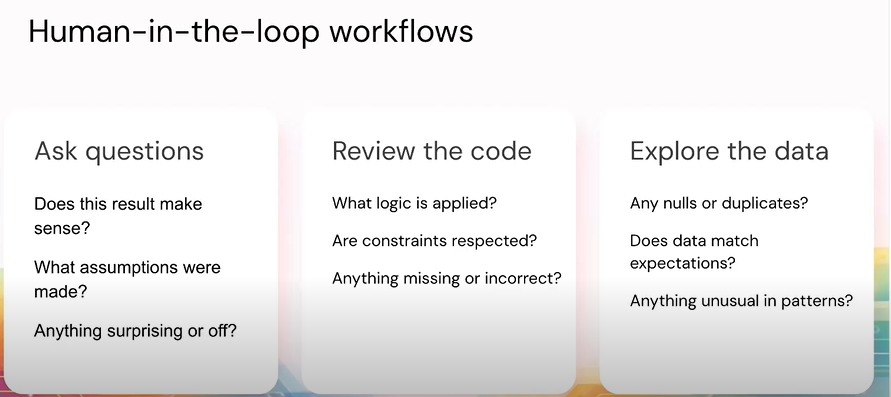 Human-in-the-loop workflows
Ask questions
Does this result make
sense?
What assumptions were
made?
Anything surprising or off?
Review the code
What logic is applied?
Are constraints respected?
Anything missing or incorrect?
Explore the data
Any nulls or duplicates?
Does data match
expectations?
Anything unusual in patterns?